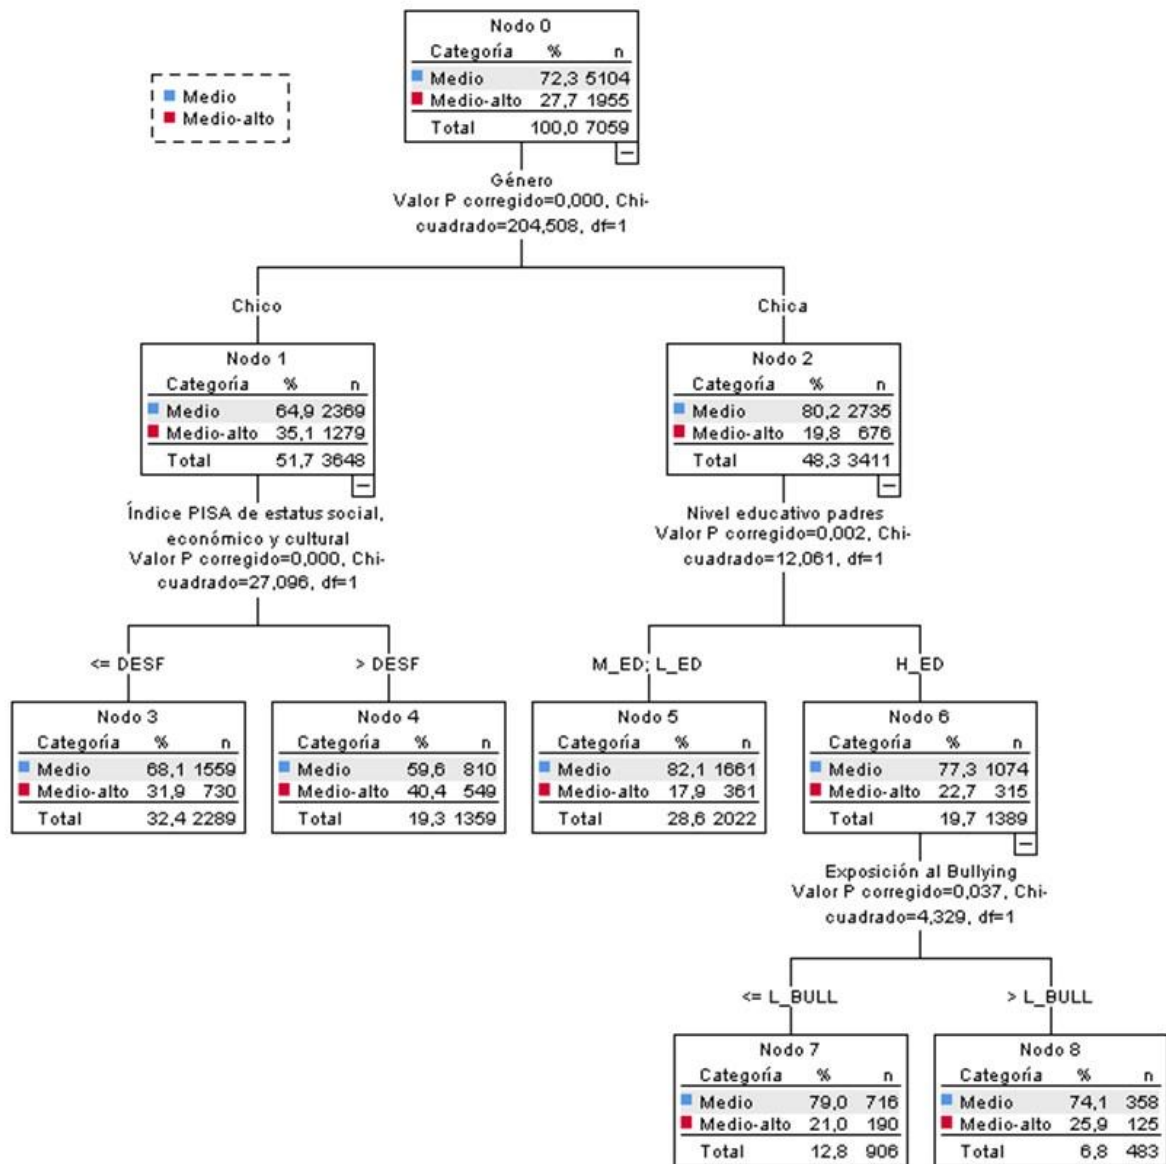 Medio
Medio-alto
Nodo 0
Categoría % n
Medio 72,3 5104
Medio-alto 27,7 1955
Total 100,0 7059
Género
Valor P corregido=0,000, Chi-
cuadrado=204,508, df=1
Chico
Chica
Nodo 1
Categoría % n
Medio 64,9 2369
Medio-alto 35,1 1279
Total 51,7 3648
Nodo 2
Categoría % n
Medio 80,2 2735
Medio-alto 19,8 676
Total 48,3 3411
Índice PISA de estatus social,
económico y cultural
Valor P corregido=0,000, Chi-
cuadrado=27,096, df=1
Nivel educativo padres
Valor P corregido=0,002, Chi-
cuadrado=12,061, df=1
<= DESF
> DESF
M_ED; L_ED
H_ED
Nodo 3
Categoría % n
Medio 68,1 1559
Medio-alto 31,9 730
Total 32,4 2289
Nodo 4
Categoría % n
Medio 59,6 810
Medio-alto 40,4 549
Total 19,3 1359
Nodo 5
Categoría % n
Medio 82,1 1661
Medio-alto 17,9 361
Total 28,6 2022
Nodo 6
Categoría % n
Medio 77,3 1074
Medio-alto 22,7 315
Total 19,7 1389
Exposición al Bullying
Valor P corregido=0,037, Chi-
cuadrado=4,329, df=1
<= L_BULL
> L_BULL
Nodo 7
Categoría % n
Medio 79,0 716
Medio-alto 21,0 190
Total 12,8 906
Nodo 8
Categoría % n
Medio 74,1 358
Medio-alto 25,9 125
Total 6,8 483